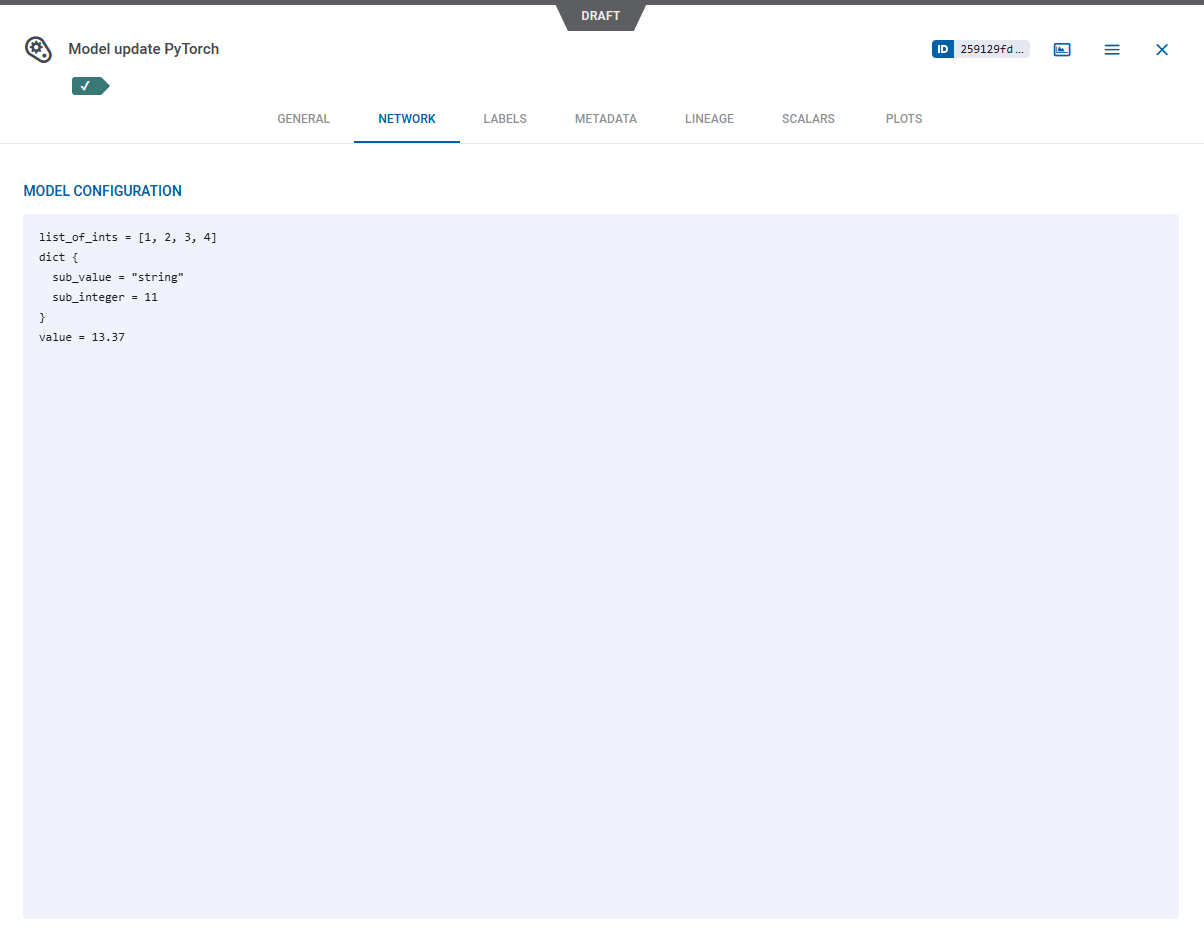 DRAFT
Model update PyTorch
ID 259129fd...
✓
GENERAL NETWORK LABELS METADATA LINEAGE SCALARS PLOTS
MODEL CONFIGURATION
list_of_ints = [1, 2, 3, 4]
dict {
  sub_value = "string"
  sub_integer = 11
}
value = 13.37